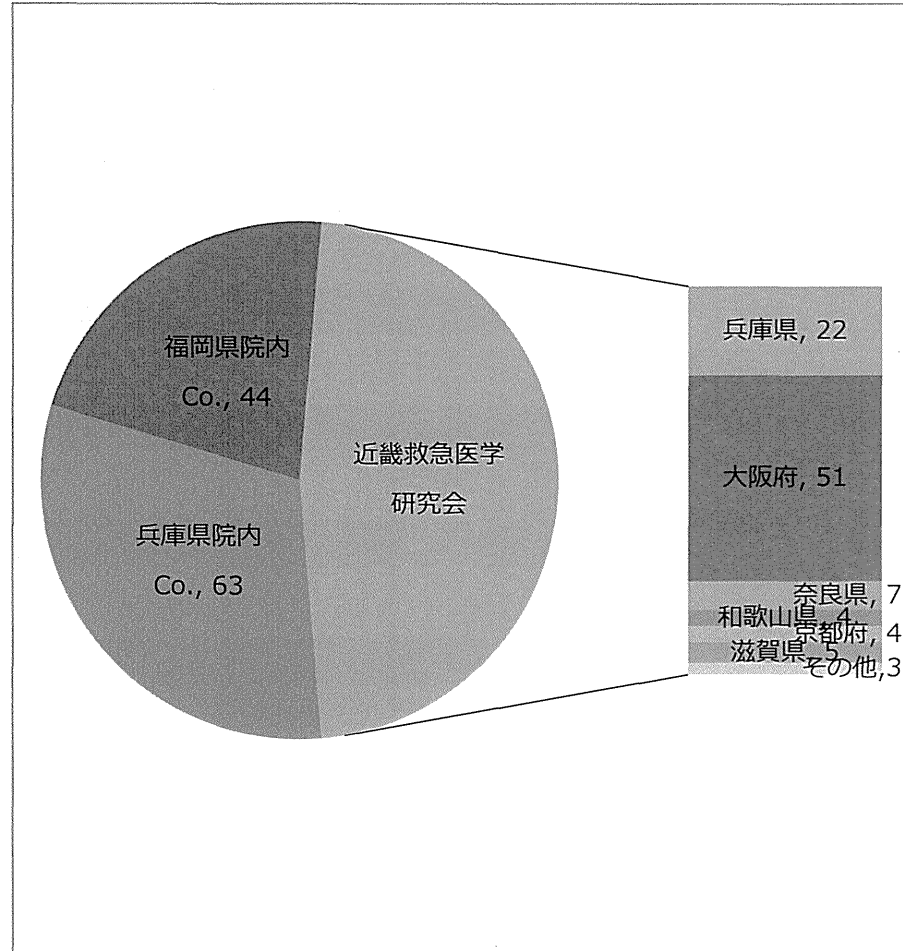 福岡県院内
Co., 44
近畿救急医学
研究会
兵庫県院内
Co., 63
兵庫県, 22
大阪府, 51
奈良県, 7
和歌山県, 4
京都府, 4
滋賀県, 5
その他,3